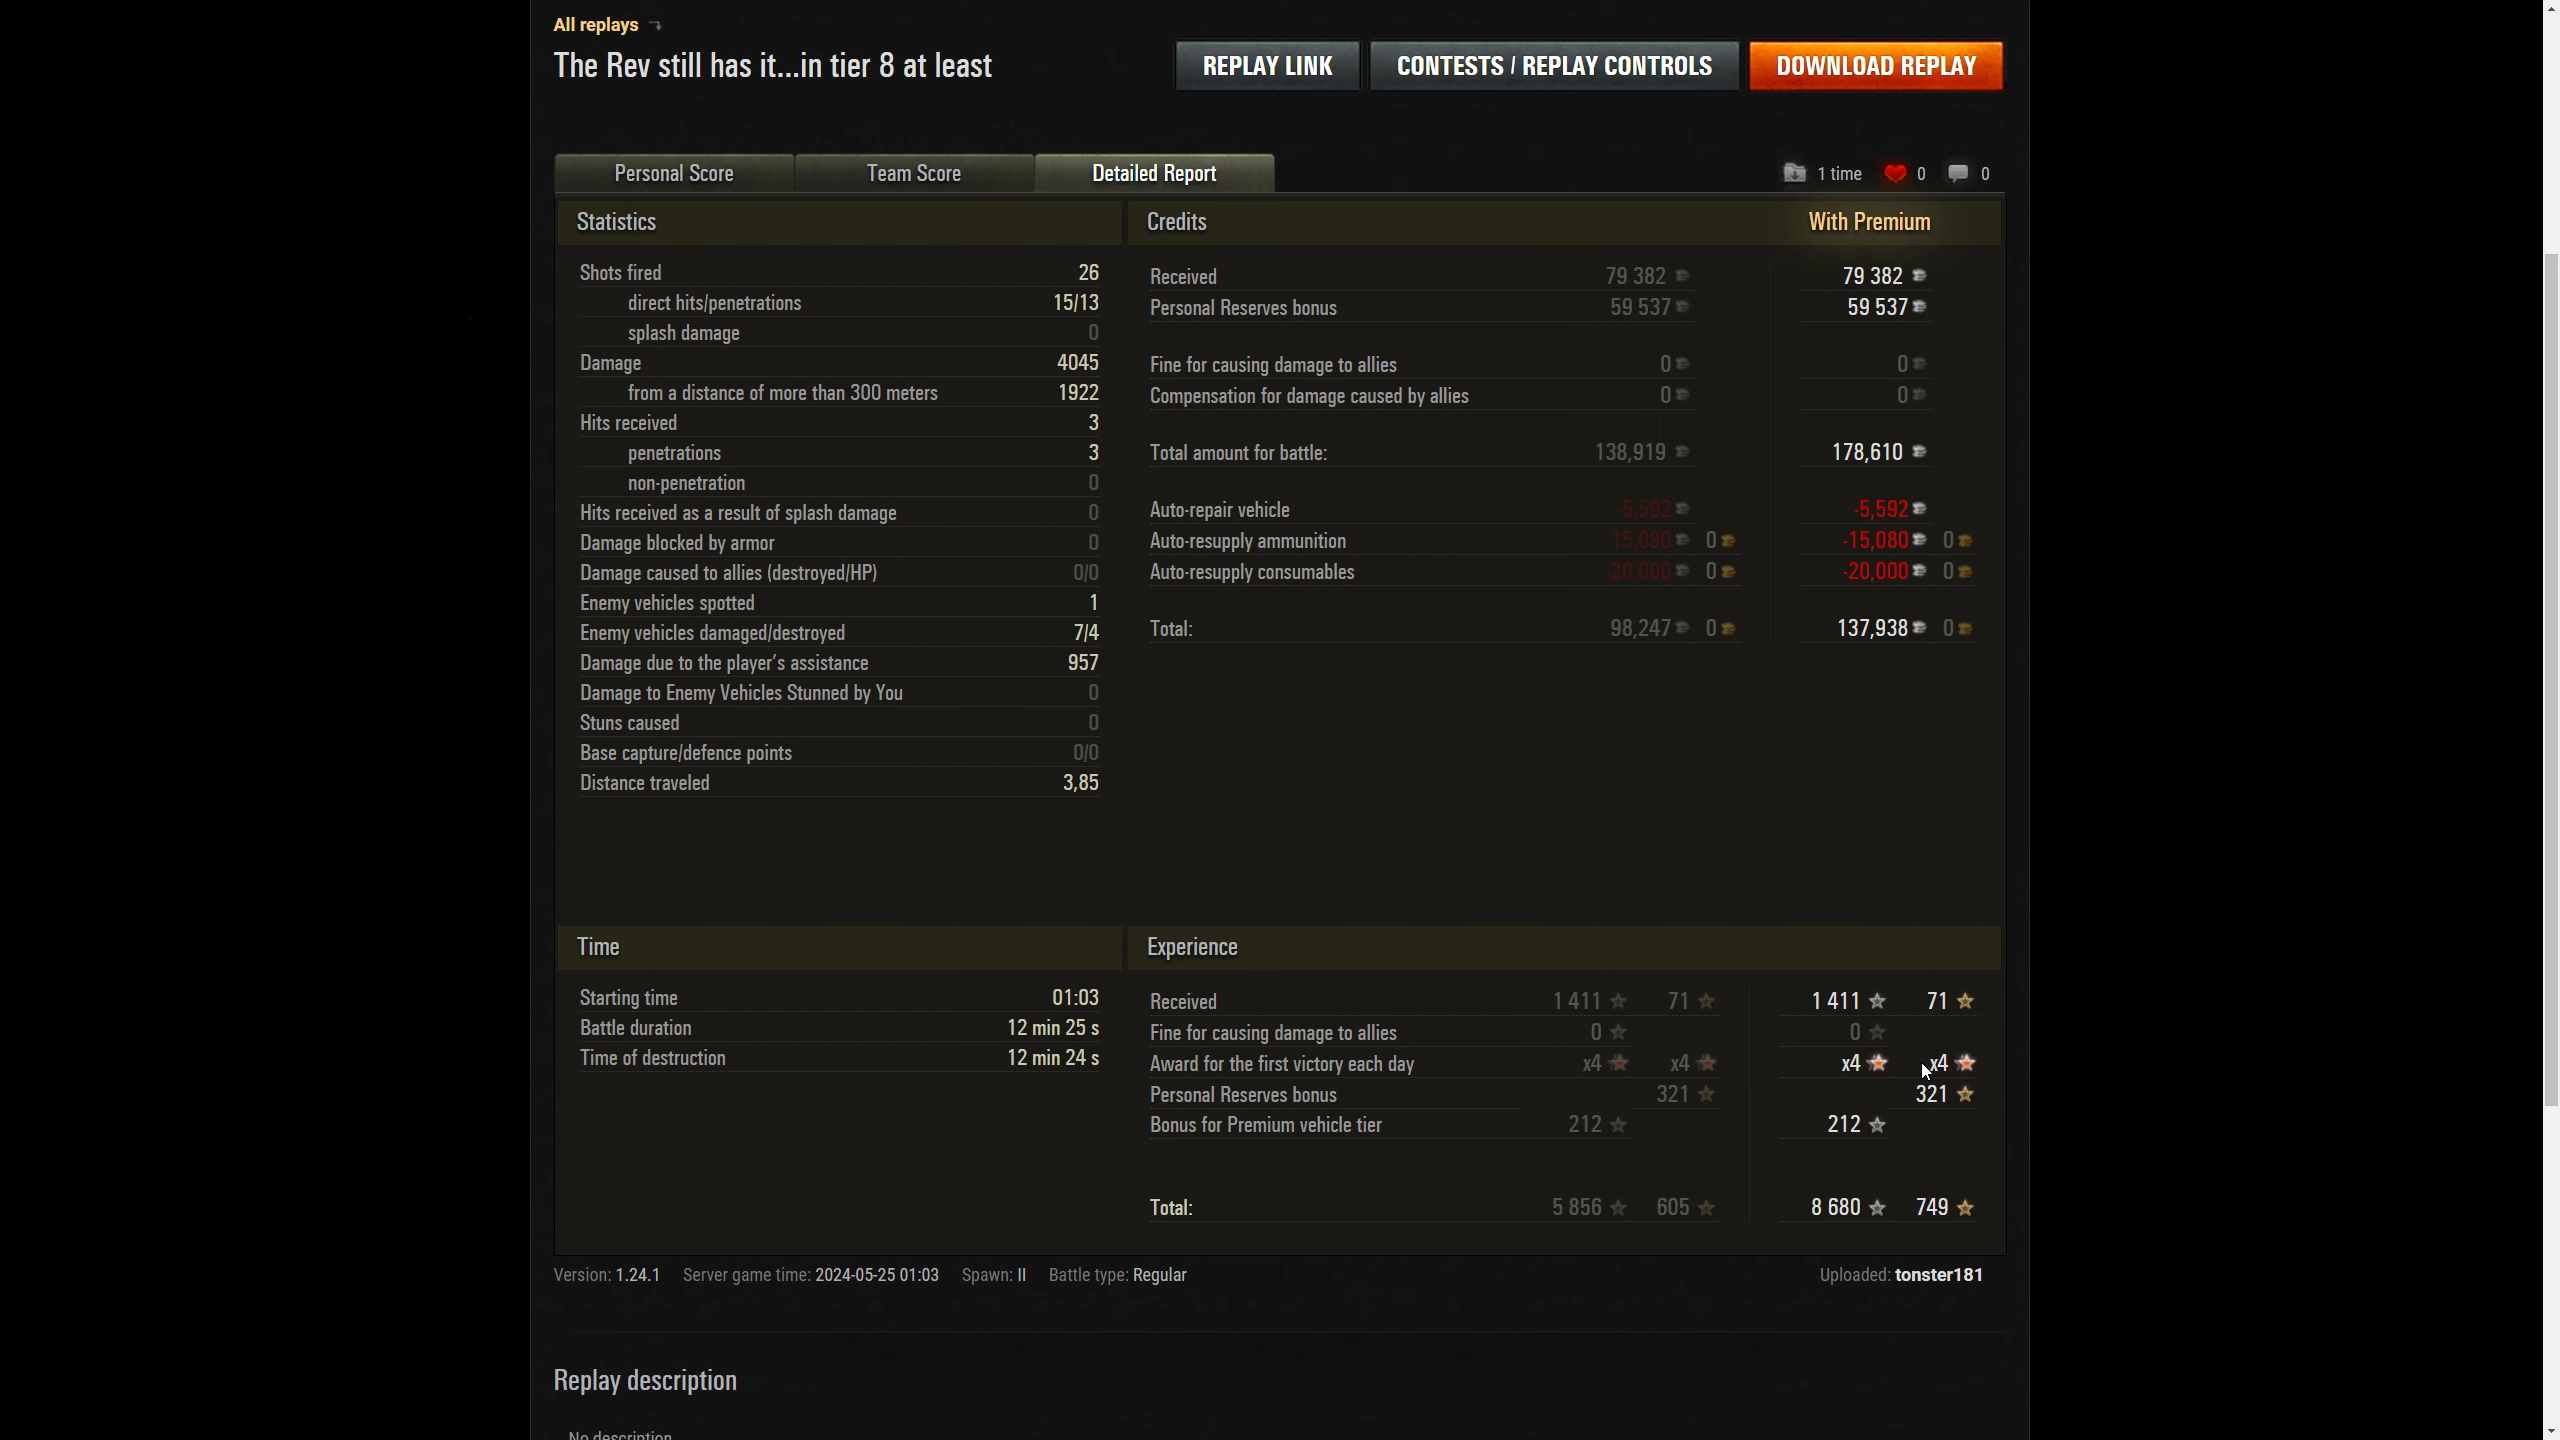 All replays
The Rev still has it...in tier 8 at least
REPLAY LINK
CONTESTS / REPLAY CONTROLS
DOWNLOAD REPLAY
Personal Score
Team Score
Detailed Report
1 time
0
0
Statistics
Shots fired 26
direct hits/penetrations 15/13
splash damage 0
Damage 4045
from a distance of more than 300 meters 1922
Hits received 3
penetrations 3
non-penetration 0
Hits received as a result of splash damage 0
Damage blocked by armor 0
Damage caused to allies (destroyed/HP) 0/0
Enemy vehicles spotted 1
Enemy vehicles damaged/destroyed 7/4
Damage due to the player's assistance 957
Damage to Enemy Vehicles Stunned by You 0
Stuns caused 0
Base capture/defence points 0/0
Distance traveled 3,85
Credits With Premium
Received 79 382 79 382
Personal Reserves bonus 59 537 59 537
Fine for causing damage to allies 0 0
Compensation for damage caused by allies 0 0
Total amount for battle: 138,919 178,610
Auto-repair vehicle -5,592 -5,592
Auto-resupply ammunition -15,080 0 -15,080 0
Auto-resupply consumables -20,000 0 -20,000 0
Total: 98,247 0 137,938 0
Time
Starting time 01:03
Battle duration 12 min 25 s
Time of destruction 12 min 24 s
Experience
Received 1 411 71 1 411 71
Fine for causing damage to allies 0 0
Award for the first victory each day x4 x4 x4 x4
Personal Reserves bonus 321 321
Bonus for Premium vehicle tier 212 212
Total: 5 856 605 8 680 749
Version: 1.24.1 Server game time: 2024-05-25 01:03 Spawn: II Battle type: Regular
Uploaded: tonster181
Replay description
No description